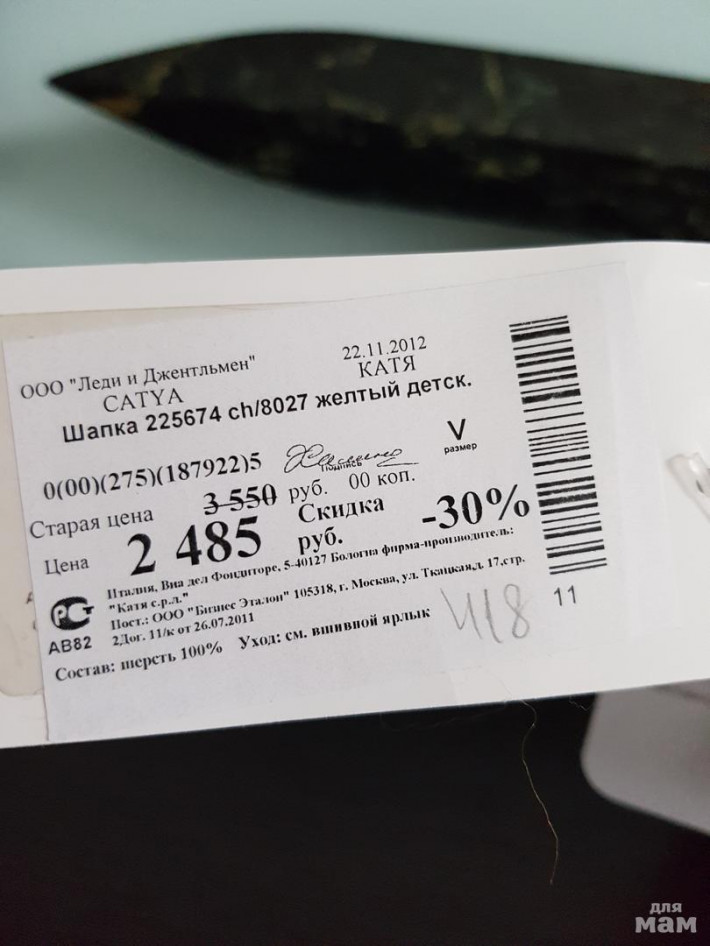 ООО "Леди и Джентльмен"
22.11.2012
CATYA
КАТЯ
Шапка 225674 ch/8027 желтый детск.
0(00)(275)(187922)5
подпись
V
размер
Старая цена 3 550 руб. 00 коп.
Цена 2 485 руб.
Скидка -30%
Италия, Виа дел Фондиторе, 5-40127 Бологна фирма-производитель:
"Катя с.р.л."
Пост.: ООО "Бизнес Эталон" 105318, г. Москва, ул. Ткацкая,д. 17,стр.
2Дог. 11/к от 26.07.2011
РСТ
АВ82
Состав: шерсть 100% Уход: см. вшивной ярлык
418
11
для
мам